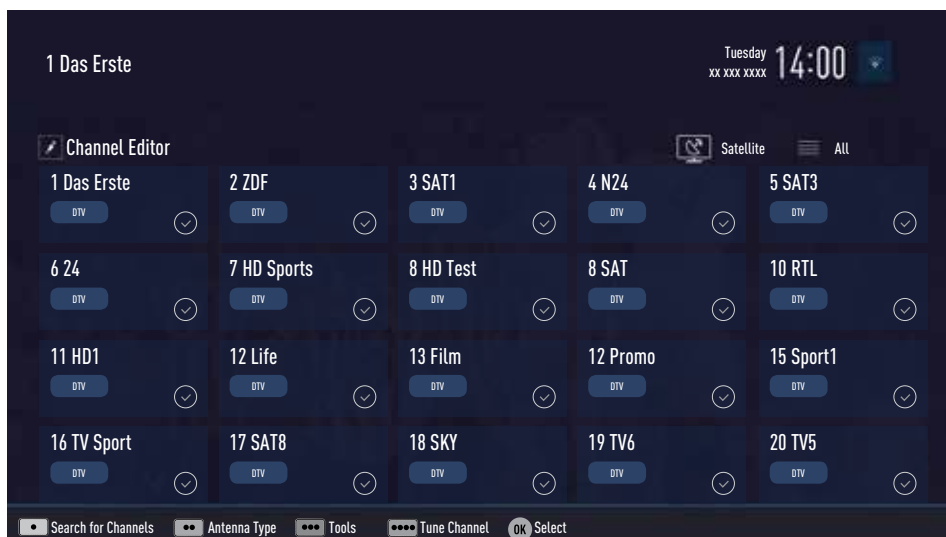 1 Das Erste
Tuesday
xx xxx xxxx
14:00
Channel Editor
Satellite
All
1 Das Erste 2 ZDF 3 SAT1 4 N24 5 SAT3
DTV DTV DTV DTV DTV
6 24 7 HD Sports 8 HD Test 8 SAT 10 RTL
DTV DTV DTV DTV DTV
11 HD1 12 Life 13 Film 12 Promo 15 Sport1
DTV DTV DTV DTV DTV
16 TV Sport 17 SAT8 18 SKY 19 TV6 20 TV5
DTV DTV DTV DTV DTV
Search for Channels Antenna Type Tools Tune Channel OK Select